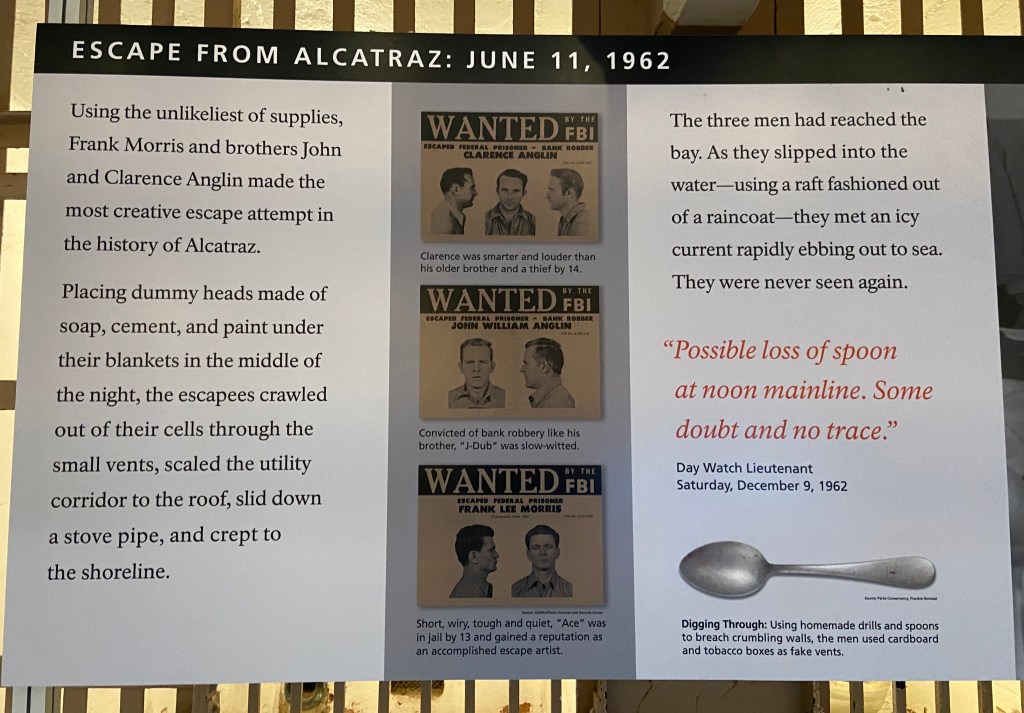 ESCAPE FROM ALCATRAZ: JUNE 11, 1962
Using the unlikeliest of supplies,
Frank Morris and brothers John
and Clarence Anglin made the
most creative escape attempt in
the history of Alcatraz.
Placing dummy heads made of
soap, cement, and paint under
their blankets in the middle of
the night, the escapees crawled
out of their cells through the
small vents, scaled the utility
corridor to the roof, slid down
a stove pipe, and crept to
the shoreline.
WANTED BY THE FBI
ESCAPED FEDERAL PRISONER - BANK ROBBER
CLARENCE ANGLIN
Clarence was smarter and louder than
his older brother and a thief by 14.
WANTED BY THE FBI
ESCAPED FEDERAL PRISONER - BANK ROBBER
JOHN WILLIAM ANGLIN
Convicted of bank robbery like his
brother, “J-Dub” was slow-witted.
WANTED BY THE FBI
ESCAPED FEDERAL PRISONER
FRANK LEE MORRIS
Short, wiry, tough and quiet, “Ace” was
in jail by 13 and gained a reputation as
an accomplished escape artist.
The three men had reached the
bay. As they slipped into the
water—using a raft fashioned out
of a raincoat—they met an icy
current rapidly ebbing out to sea.
They were never seen again.
“Possible loss of spoon
at noon mainline. Some
doubt and no trace.”
Day Watch Lieutenant
Saturday, December 9, 1962
Digging Through: Using homemade drills and spoons
to breach crumbling walls, the men used cardboard
and tobacco boxes as fake vents.